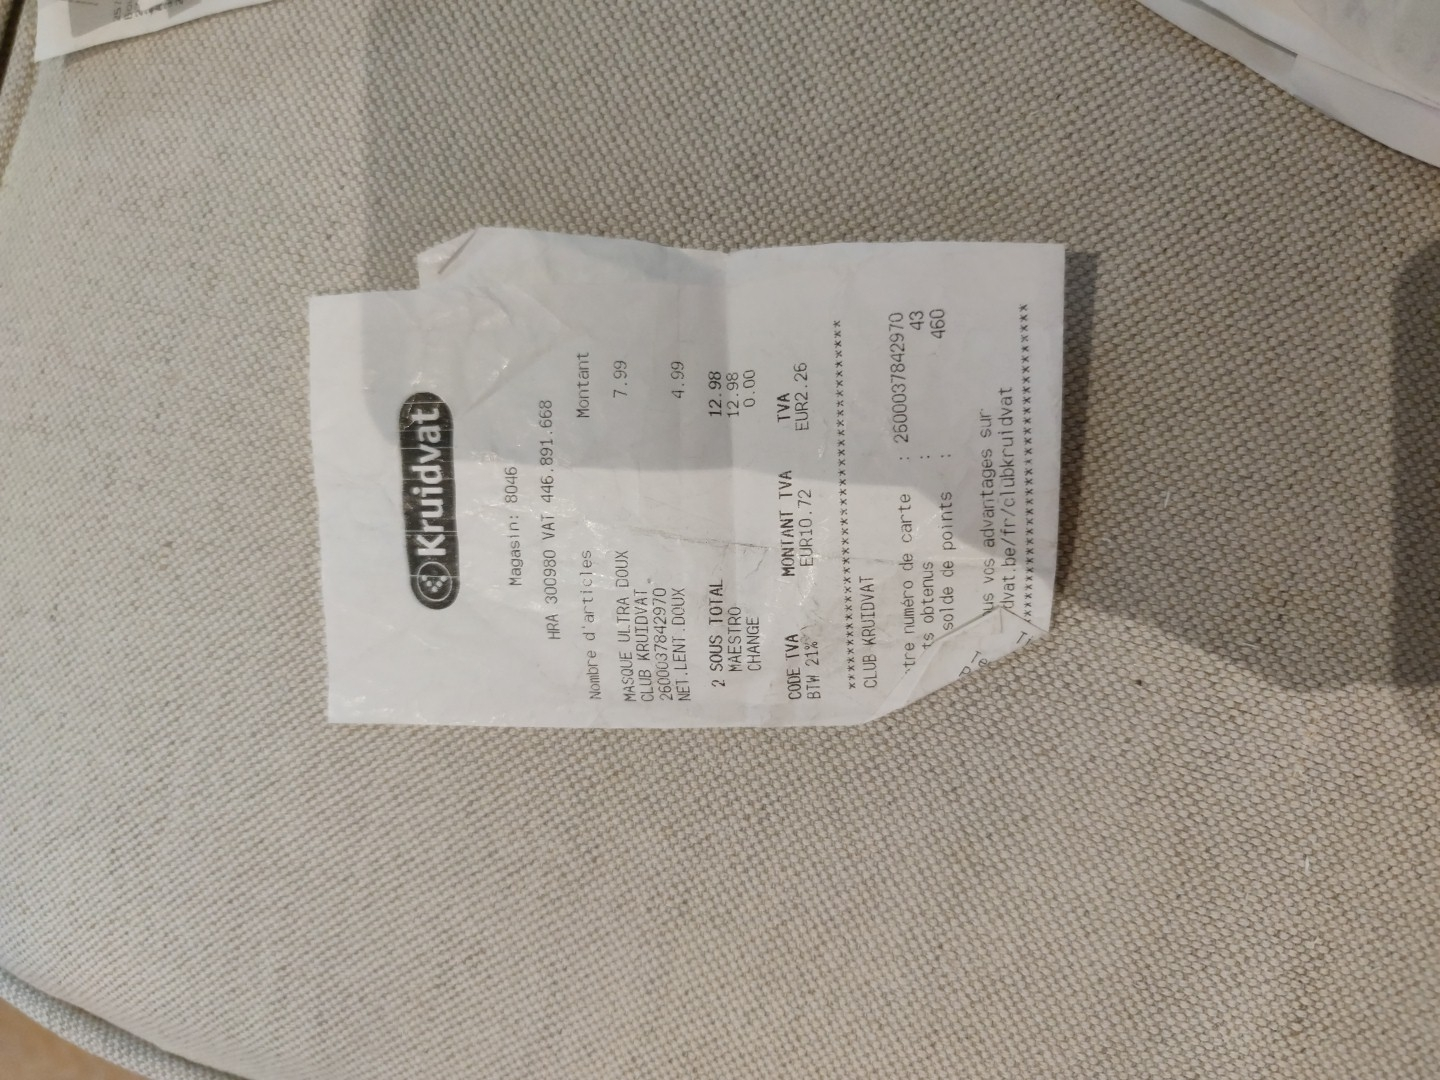 Kruidvat
Magasin: 8046
HRA 300980 VAT 446.891.668
Nombre d'articles Montant
MASQUE ULTRA DOUX 7.99
CLUB KRUIDVAT
2600037842970
NET.LENT.DOUX 4.99
2 SOUS TOTAL 12.98
MAESTRO 12.98
CHANGE 0.00
CODE TVA MONTANT TVA TVA
BTW 21% EUR10.72 EUR2.26
****************************************
CLUB KRUIDVAT
tre numéro de carte : 2600037842970
ts obtenus : 43
solde de points : 460
us vos advantages sur
dvat.be/fr/clubkruidvat
************************************